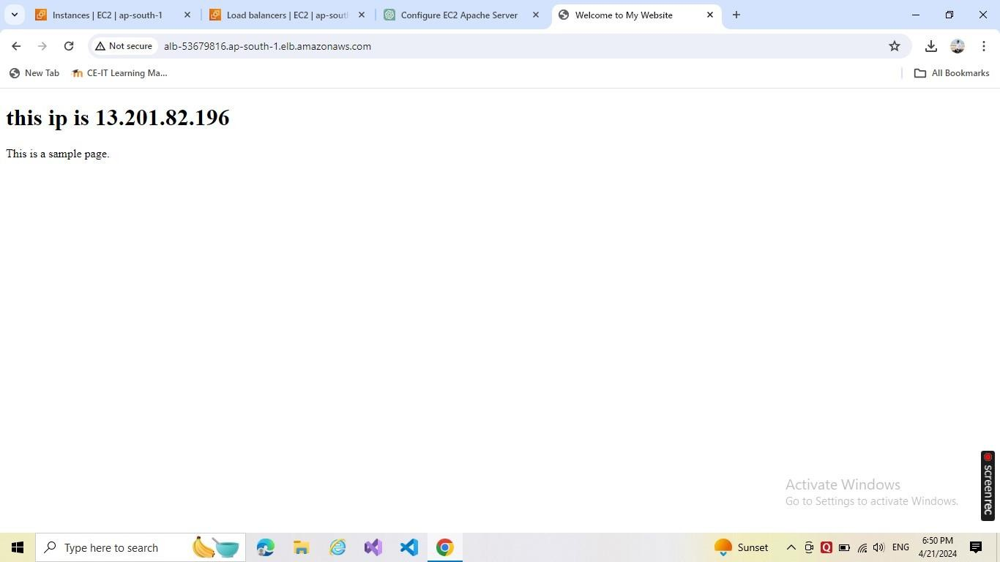 Instances | EC2 | ap-south-1
Load balancers | EC2 | ap-sout
Configure EC2 Apache Server
Welcome to My Website
Not secure
alb-53679816.ap-south-1.elb.amazonaws.com
New Tab
CE-IT Learning Ma...
All Bookmarks
this ip is 13.201.82.196
This is a sample page.
screen rec
Activate Windows
Go to Settings to activate Windows.
Type here to search
Sunset
ENG
6:50 PM
4/21/2024